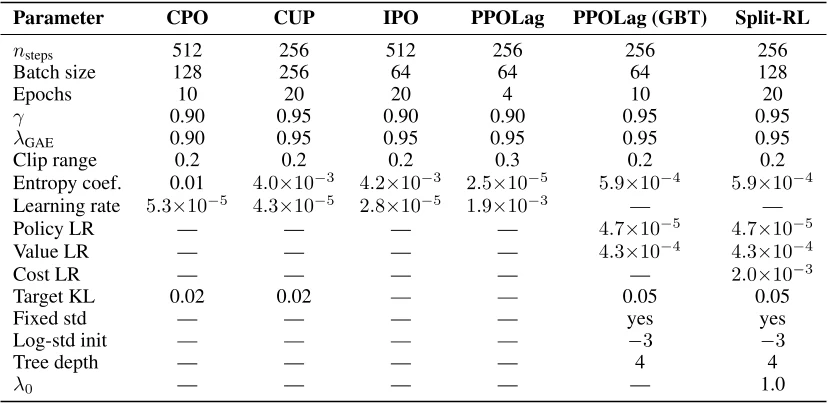 Parameter CPO CUP IPO PPOLag PPOLag (GBT) Split-RL
n_steps 512 256 512 256 256 256
Batch size 128 256 64 64 64 128
Epochs 10 20 20 4 10 20
γ 0.90 0.95 0.90 0.90 0.95 0.95
λ_GAE 0.90 0.95 0.95 0.95 0.95 0.95
Clip range 0.2 0.2 0.2 0.3 0.2 0.2
Entropy coef. 0.01 4.0×10⁻³ 4.2×10⁻³ 2.5×10⁻⁵ 5.9×10⁻⁴ 5.9×10⁻⁴
Learning rate 5.3×10⁻⁵ 4.3×10⁻⁵ 2.8×10⁻⁵ 1.9×10⁻³ — —
Policy LR — — — — 4.7×10⁻⁵ 4.7×10⁻⁵
Value LR — — — — 4.3×10⁻⁴ 4.3×10⁻⁴
Cost LR — — — — — 2.0×10⁻³
Target KL 0.02 0.02 — — 0.05 0.05
Fixed std — — — — yes yes
Log-std init — — — — −3 −3
Tree depth — — — — 4 4
λ₀ — — — — — 1.0